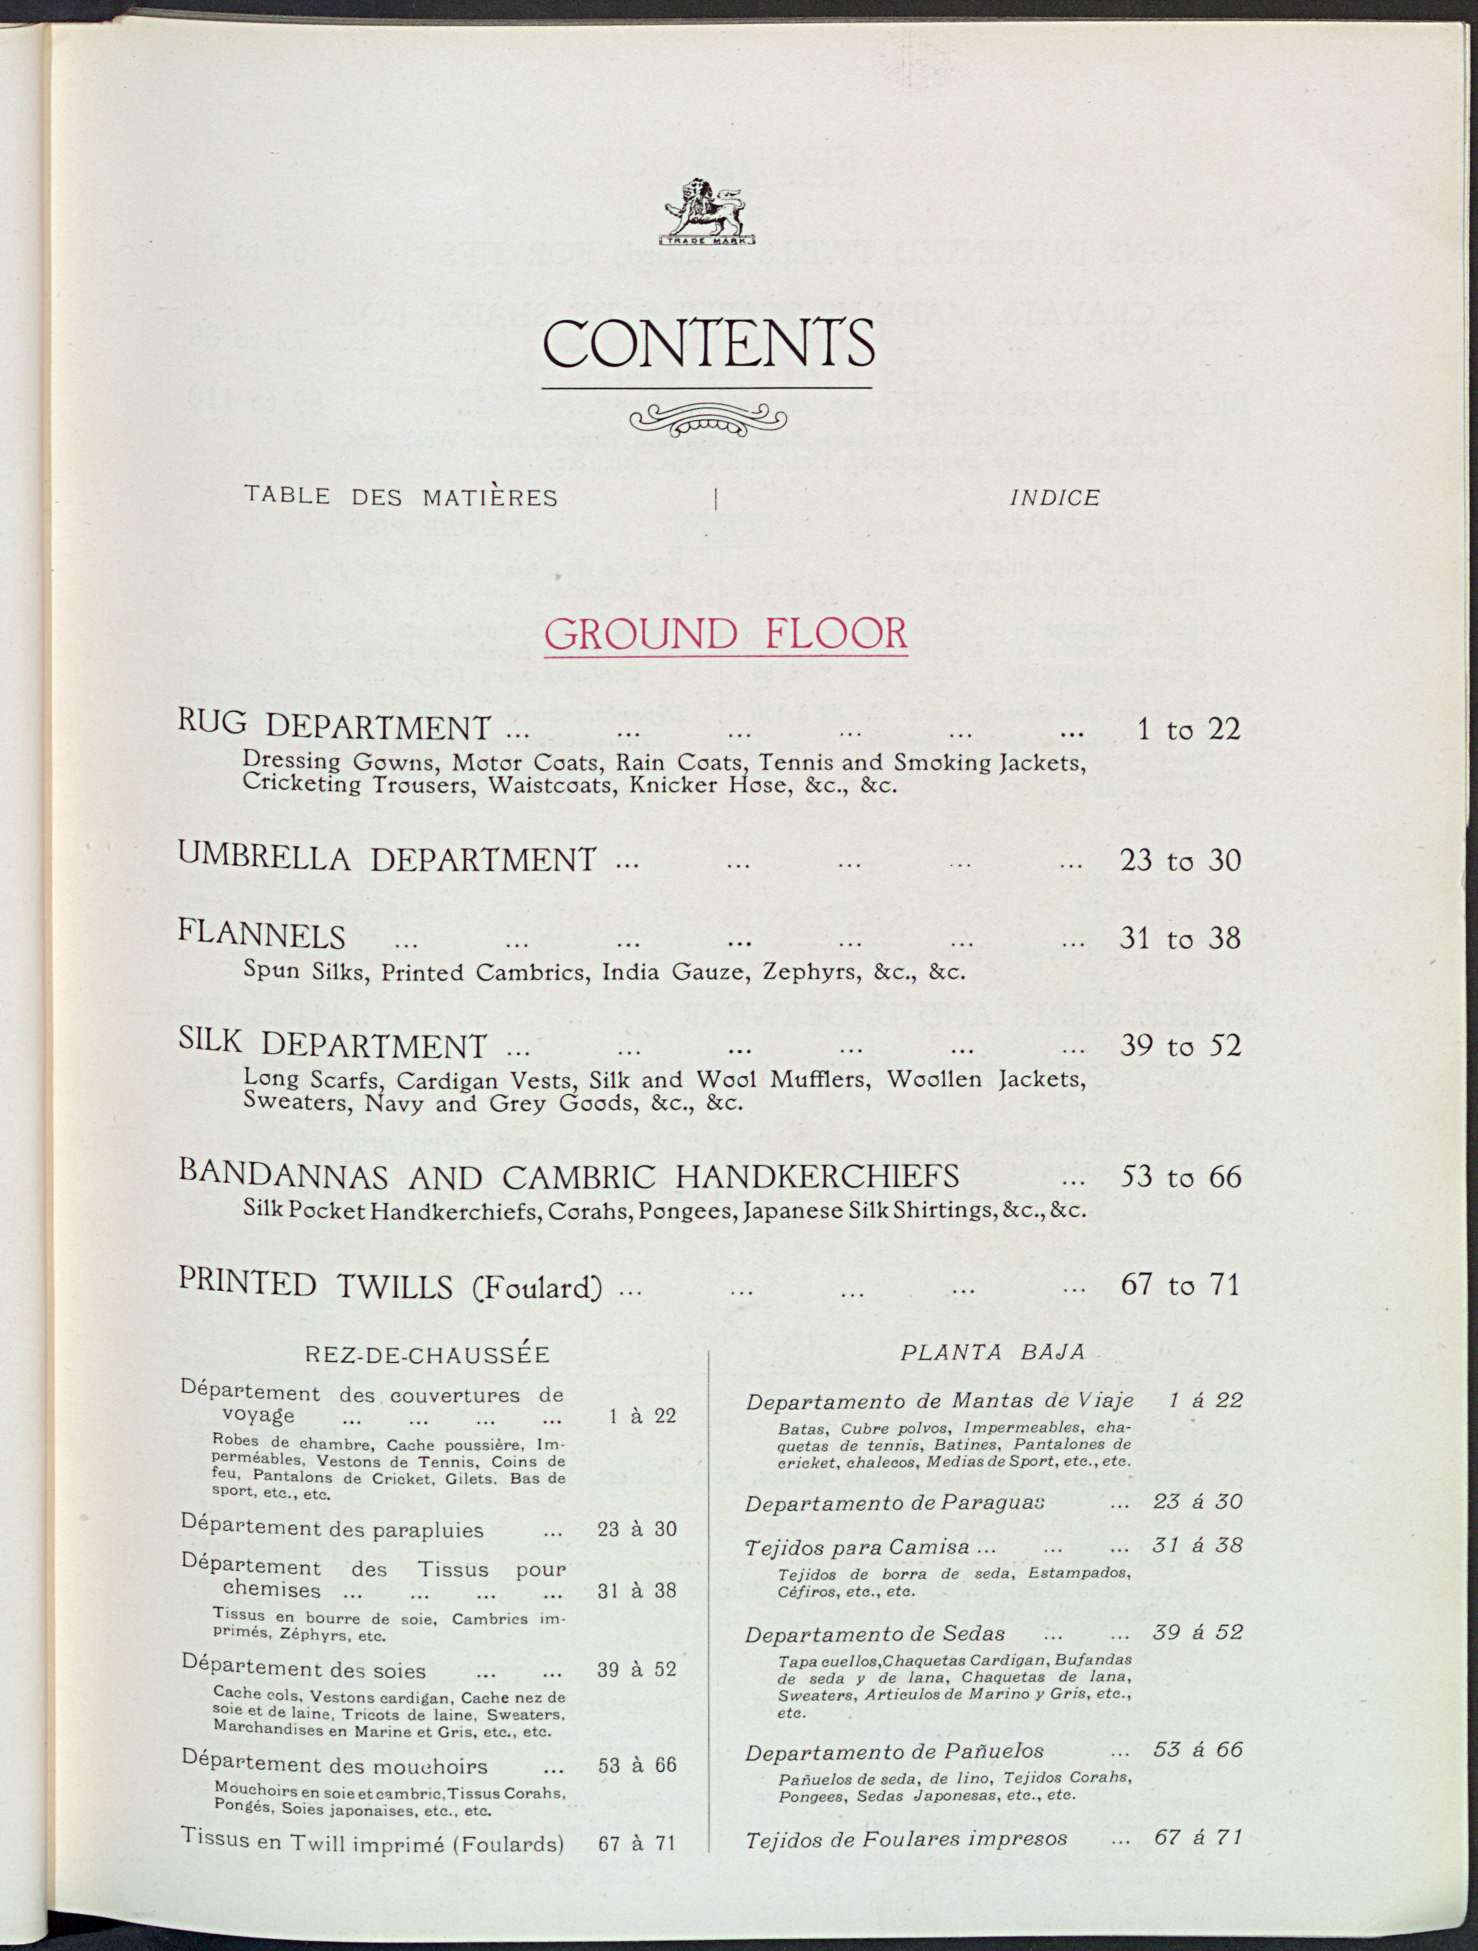 TRADE MARK
CONTENTS
TABLE DES MATIÈRES
INDICE
GROUND FLOOR
RUG DEPARTMENT ... ... ... ... ... ... 1 to 22
Dressing Gowns, Motor Coats, Rain Coats, Tennis and Smoking Jackets,
Cricketing Trousers, Waistcoats, Knicker Hose, &c., &c.
UMBRELLA DEPARTMENT ... ... ... ... ... 23 to 30
FLANNELS ... ... ... ... ... ... ... 31 to 38
Spun Silks, Printed Cambrics, India Gauze, Zephyrs, &c., &c.
SILK DEPARTMENT ... ... ... ... ... ... 39 to 52
Long Scarfs, Cardigan Vests, Silk and Wool Mufflers, Woollen Jackets,
Sweaters, Navy and Grey Goods, &c., &c.
BANDANNAS AND CAMBRIC HANDKERCHIEFS ... 53 to 66
Silk Pocket Handkerchiefs, Corahs, Pongees, Japanese Silk Shirtings, &c., &c.
PRINTED TWILLS (Foulard) ... ... ... ... ... 67 to 71
REZ-DE-CHAUSSÉE
Département des couvertures de
voyage ... ... ... ... 1 à 22
Robes de chambre, Cache poussière, Im-
perméables, Vestons de Tennis, Coins de
feu, Pantalons de Cricket, Gilets. Bas de
sport, etc., etc.
Département des parapluies ... 23 à 30
Département des Tissus pour
chemises ... ... ... ... 31 à 38
Tissus en bourre de soie, Cambrics im-
primés, Zéphyrs, etc.
Département des soies ... ... 39 à 52
Cache cols, Vestons cardigan, Cache nez de
soie et de laine, Tricots de laine, Sweaters,
Marchandises en Marine et Gris, etc., etc.
Département des mouchoirs ... 53 à 66
Mouchoirs en soie et cambric, Tissus Corahs,
Pongés, Soies japonaises, etc., etc.
Tissus en Twill imprimé (Foulards) 67 à 71
PLANTA BAJA
Departamento de Mantas de Viaje 1 á 22
Batas, Cubre polvos, Impermeables, cha-
quetas de tennis, Batines, Pantalones de
cricket, chalecos, Medias de Sport, etc., etc.
Departamento de Paraguas ... 23 á 30
Tejidos para Camisa ... ... ... 31 á 38
Tejidos de borra de seda, Estampados,
Céfiros, etc., etc.
Departamento de Sedas ... ... 39 á 52
Tapa cuellos, Chaquetas Cardigan, Bufandas
de seda y de lana, Chaquetas de lana,
Sweaters, Articulos de Marino y Gris, etc.,
etc.
Departamento de Pañuelos ... 53 á 66
Pañuelos de seda, de lino, Tejidos Corahs,
Pongees, Sedas Japonesas, etc., etc.
Tejidos de Foulares impresos ... 67 á 71